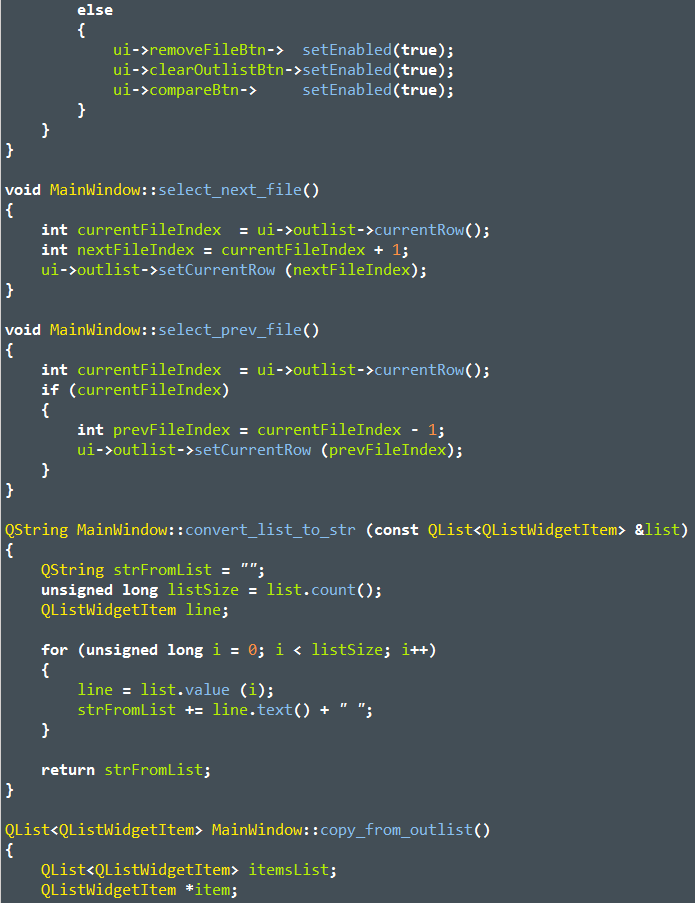 else
        {
            ui->removeFileBtn->  setEnabled(true);
            ui->clearOutlistBtn->setEnabled(true);
            ui->compareBtn->     setEnabled(true);
        }
    }
}

void MainWindow::select_next_file()
{
    int currentFileIndex  = ui->outlist->currentRow();
    int nextFileIndex = currentFileIndex + 1;
    ui->outlist->setCurrentRow (nextFileIndex);
}

void MainWindow::select_prev_file()
{
    int currentFileIndex  = ui->outlist->currentRow();
    if (currentFileIndex)
    {
        int prevFileIndex = currentFileIndex - 1;
        ui->outlist->setCurrentRow (prevFileIndex);
    }
}

QString MainWindow::convert_list_to_str (const QList<QListWidgetItem> &list)
{
    QString strFromList = "";
    unsigned long listSize = list.count();
    QListWidgetItem line;

    for (unsigned long i = 0; i < listSize; i++)
    {
        line = list.value (i);
        strFromList += line.text() + " ";
    }

    return strFromList;
}

QList<QListWidgetItem> MainWindow::copy_from_outlist()
{
    QList<QListWidgetItem> itemsList;
    QListWidgetItem *item;